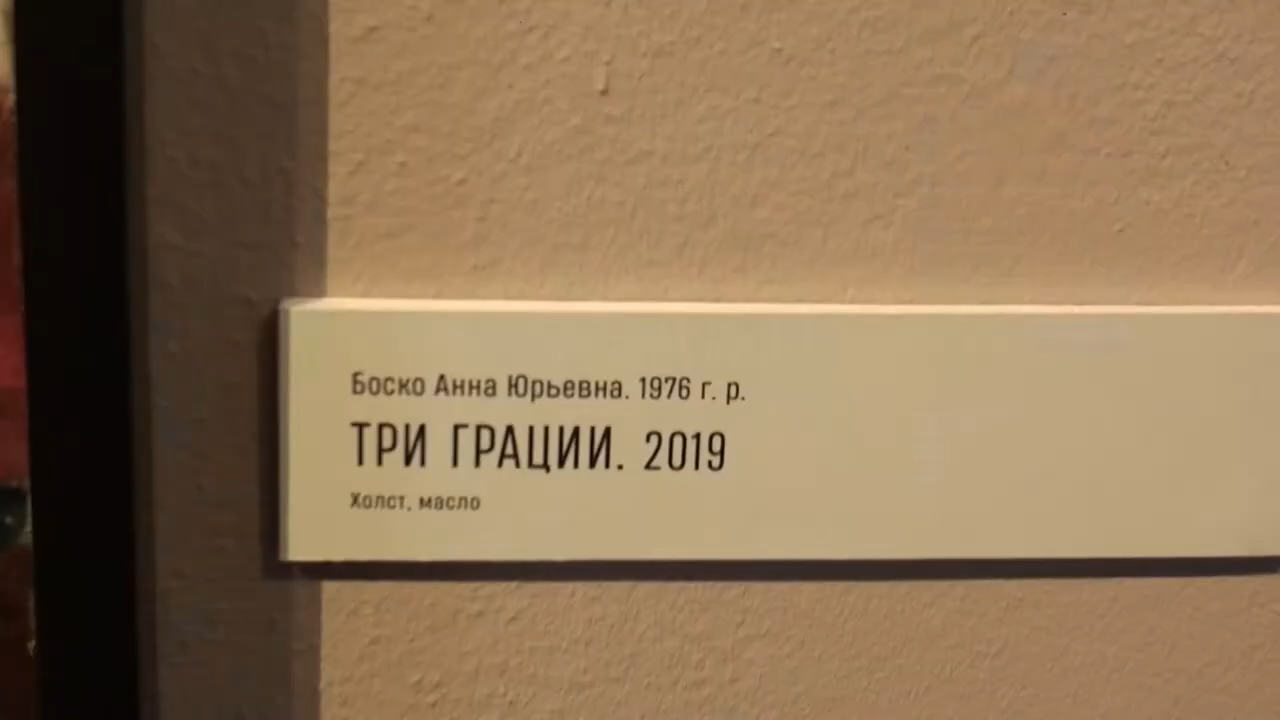 Боско Анна Юрьевна. 1976 г. р.
ТРИ ГРАЦИИ. 2019
Холст, масло